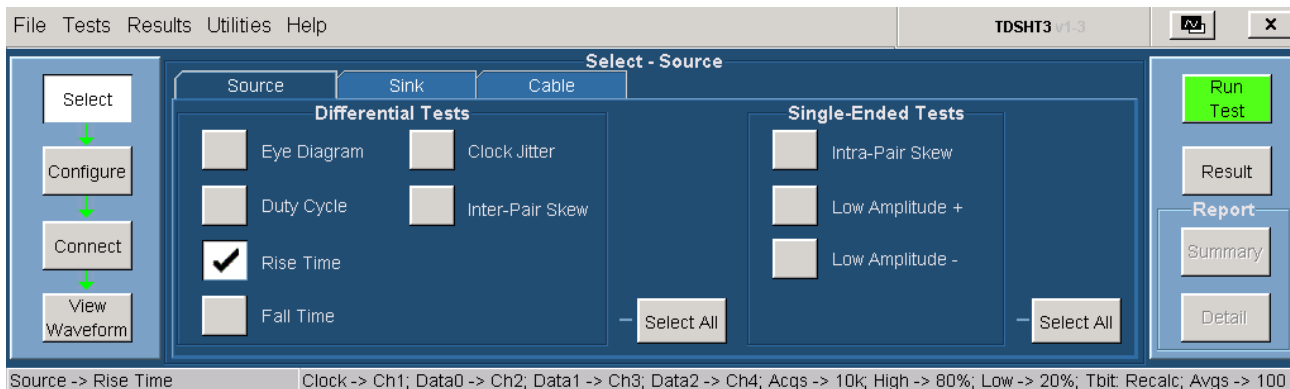 File Tests Results Utilities Help
TDSHT3 v1-3
x
Select - Source
Select
Configure
Connect
View
Waveform
Source Sink Cable
Differential Tests
Eye Diagram
Clock Jitter
Duty Cycle
Inter-Pair Skew
Rise Time
Fall Time
Select All
Single-Ended Tests
Intra-Pair Skew
Low Amplitude +
Low Amplitude -
Select All
Run
Test
Result
Report
Summary
Detail
Source -> Rise Time
Clock -> Ch1; Data0 -> Ch2; Data1 -> Ch3; Data2 -> Ch4; Acqs -> 10k; High -> 80%; Low -> 20%; Tbit: Recalc; Avgs -> 100